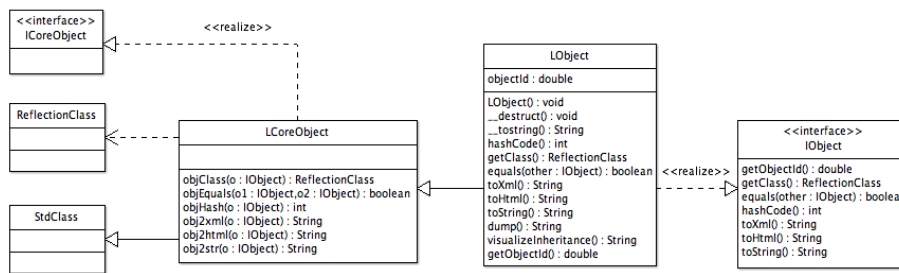 <<interface>>
ICoreObject
<<realize>>
ReflectionClass
StdClass
LCoreObject
objClass(o : IObject) : ReflectionClass
objEquals(o1 : IObject,o2 : IObject) : boolean
objHash(o : IObject) : int
obj2xml(o : IObject) : String
obj2html(o : IObject) : String
obj2str(o : IObject) : String
LObject
objectId : double
LObject() : void
__destruct() : void
__tostring() : String
hashCode() : int
getClass() : ReflectionClass
equals(other : IObject) : boolean
toXml() : String
toHtml() : String
toString() : String
dump() : String
visualizeInheritance() : String
getObjectId() : double
<<realize>>
<<interface>>
IObject
getObjectId() : double
getClass() : ReflectionClass
equals(other : IObject) : boolean
hashCode() : int
toXml() : String
toHtml() : String
toString() : String